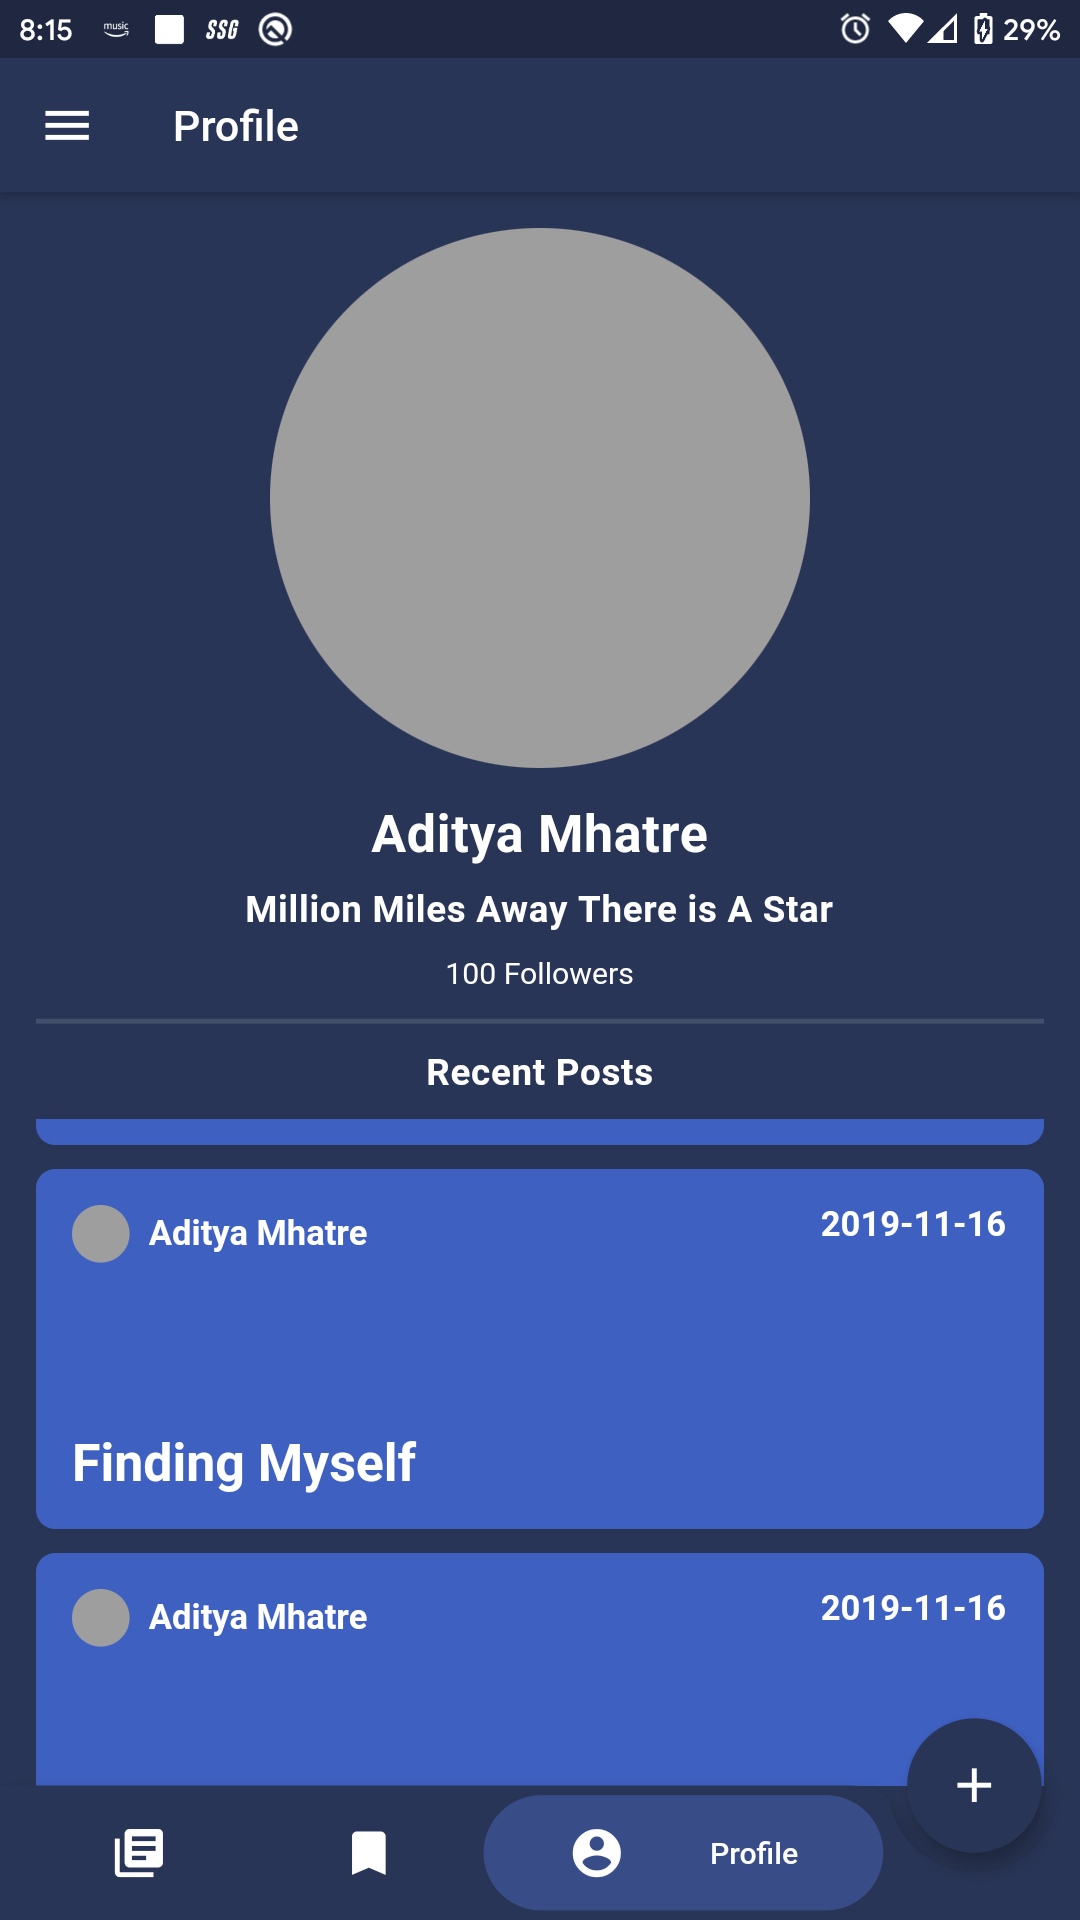 8:15 music SSG 29%
Profile
Aditya Mhatre
Million Miles Away There is A Star
100 Followers
Recent Posts
Aditya Mhatre 2019-11-16
Finding Myself
Aditya Mhatre 2019-11-16
Profile